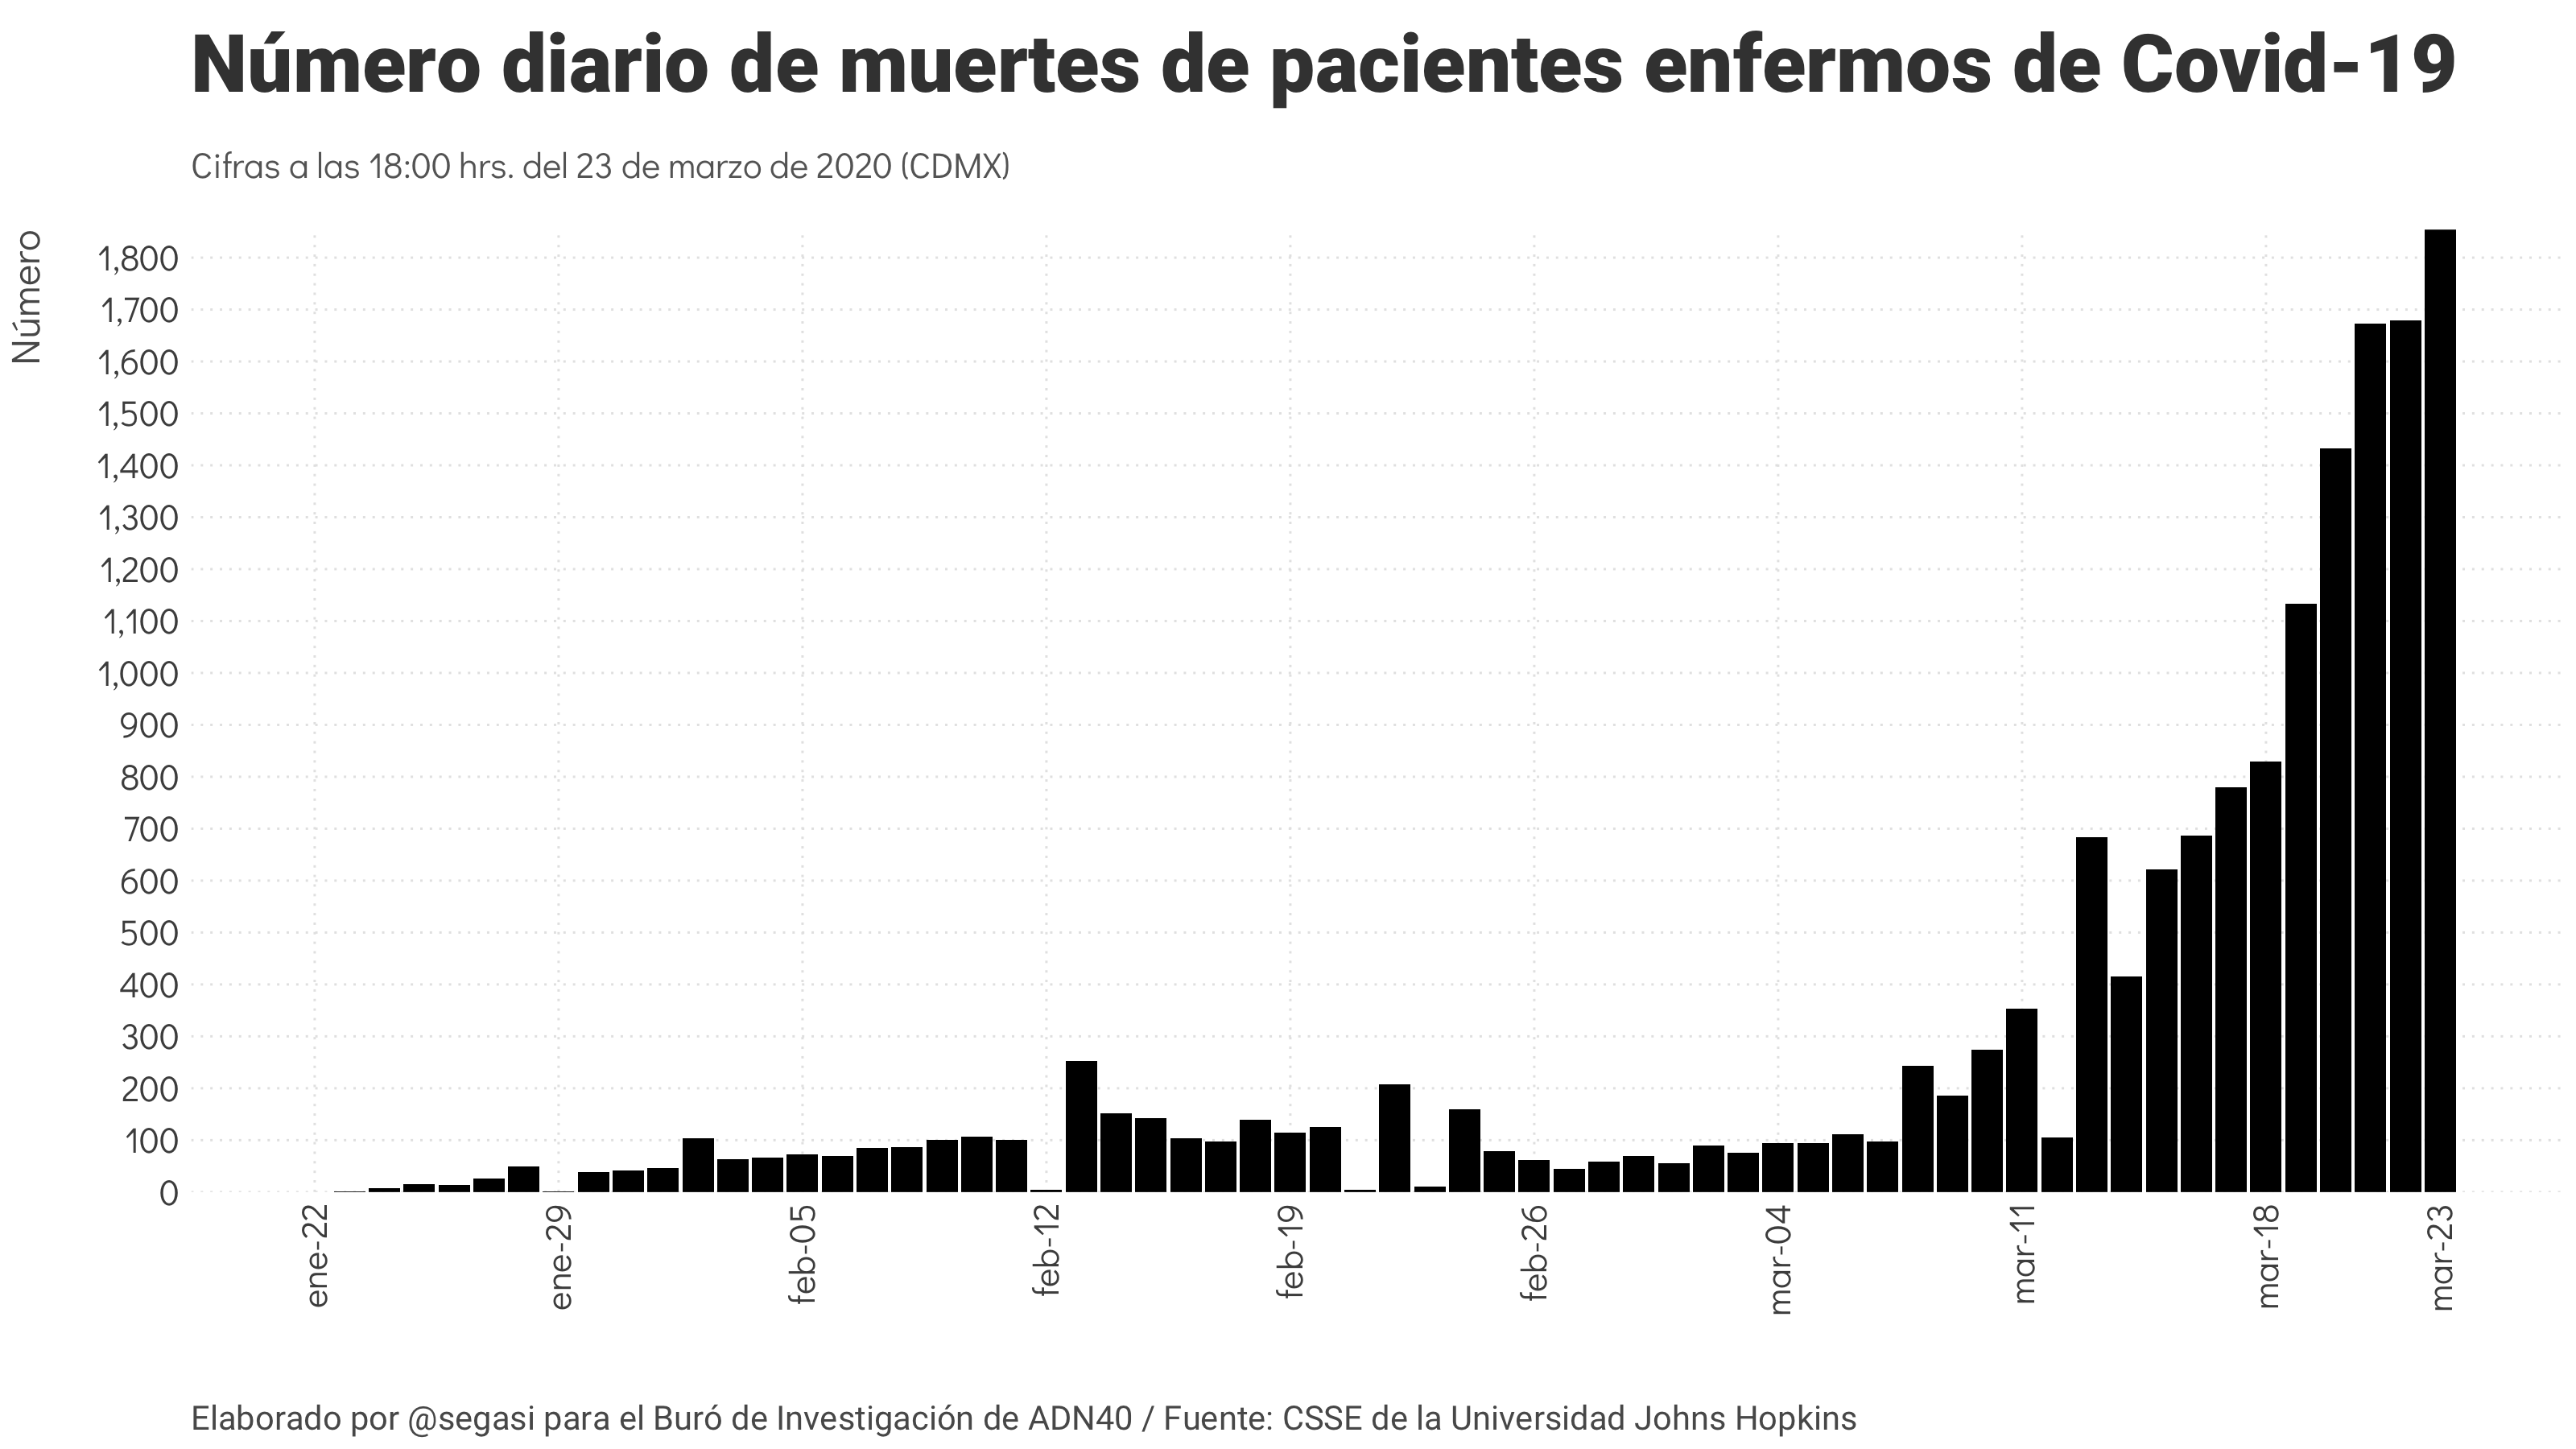 Número diario de muertes de pacientes enfermos de Covid-19
Cifras a las 18:00 hrs. del 23 de marzo de 2020 (CDMX)
Número
1,800
1,700
1,600
1,500
1,400
1,300
1,200
1,100
1,000
900
800
700
600
500
400
300
200
100
0
ene-22
ene-29
feb-05
feb-12
feb-19
feb-26
mar-04
mar-11
mar-18
mar-23
Elaborado por @segasi para el Buró de Investigación de ADN40 / Fuente: CSSE de la Universidad Johns Hopkins